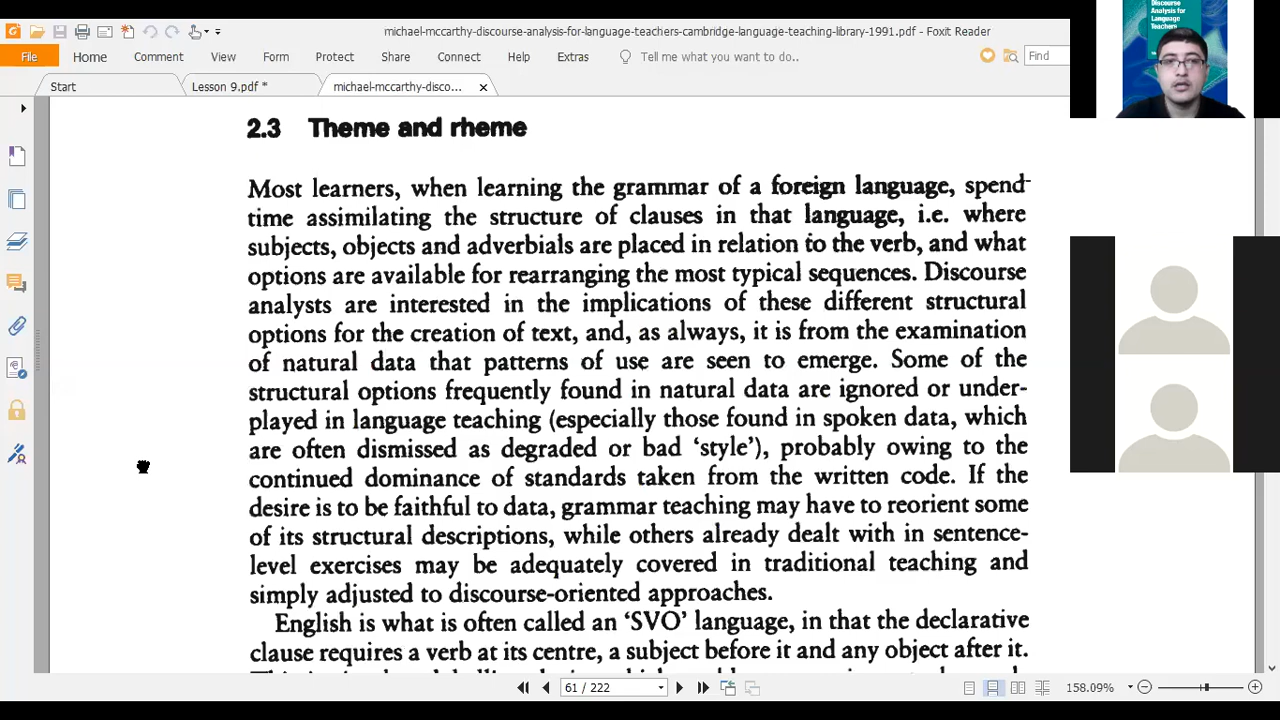 michael-mccarthy-discourse-analysis-for-language-teachers-cambridge-language-teaching-library-1991.pdf - Foxit Reader
File Home Comment View Form Protect Share Connect Help Extras Tell me what you want to do.. Find
Start Lesson 9.pdf * michael-mccarthy-disco...
Discourse
Analysis for
Language
Teachers
2.3 Theme and rheme
Most learners, when learning the grammar of a foreign language, spend
time assimilating the structure of clauses in that language, i.e. where
subjects, objects and adverbials are placed in relation to the verb, and what
options are available for rearranging the most typical sequences. Discourse
analysts are interested in the implications of these different structural
options for the creation of text, and, as always, it is from the examination
of natural data that patterns of use are seen to emerge. Some of the
structural options frequently found in natural data are ignored or under-
played in language teaching (especially those found in spoken data, which
are often dismissed as degraded or bad ‘style’), probably owing to the
continued dominance of standards taken from the written code. If the
desire is to be faithful to data, grammar teaching may have to reorient some
of its structural descriptions, while others already dealt with in sentence-
level exercises may be adequately covered in traditional teaching and
simply adjusted to discourse-oriented approaches.
English is what is often called an ‘SVO’ language, in that the declarative
clause requires a verb at its centre, a subject before it and any object after it.
61 / 222 158.09%